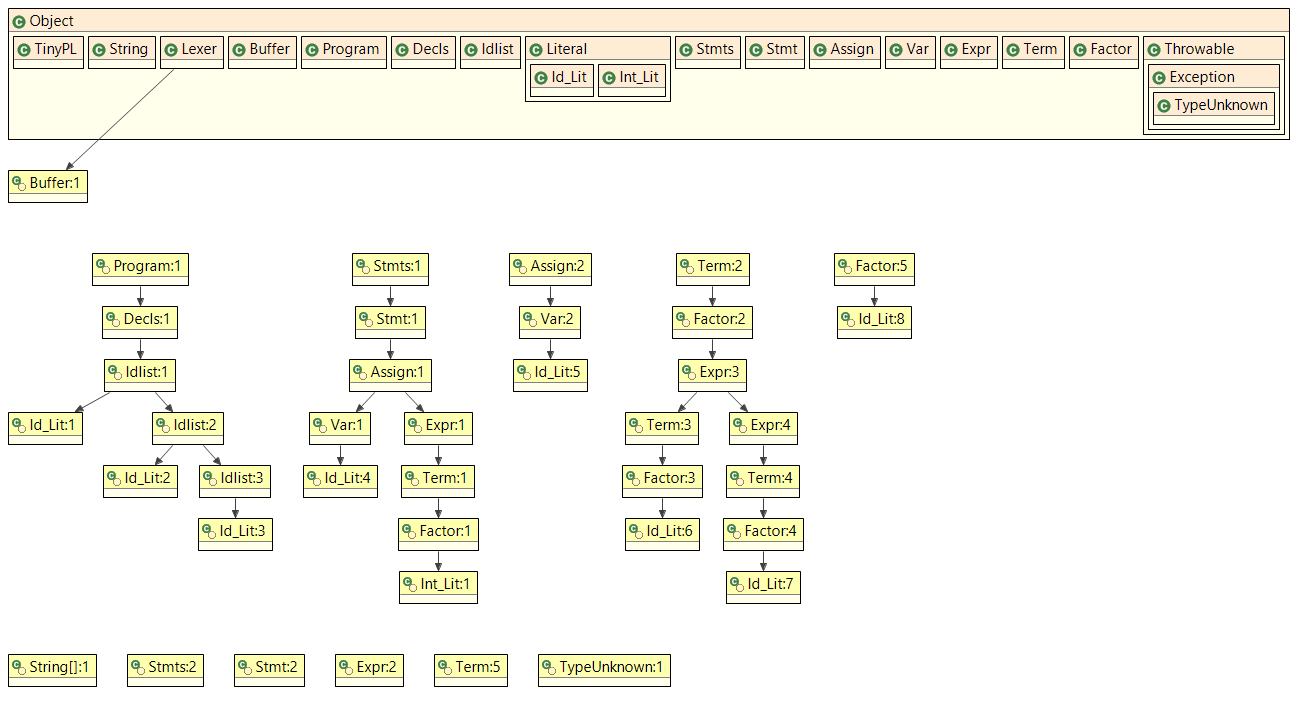 Object
TinyPL String Lexer Buffer Program Decls Idlist Literal Stmts Stmt Assign Var Expr Term Factor Throwable
Id_Lit Int_Lit Exception
TypeUnknown
Buffer:1
Program:1 Stmts:1 Assign:2 Term:2 Factor:5
Decls:1 Stmt:1 Var:2 Factor:2 Id_Lit:8
Idlist:1 Assign:1 Id_Lit:5 Expr:3
Id_Lit:1 Idlist:2 Var:1 Expr:1 Term:3 Expr:4
Id_Lit:2 Idlist:3 Id_Lit:4 Term:1 Factor:3 Term:4
Id_Lit:3 Factor:1 Id_Lit:6 Factor:4
Int_Lit:1 Id_Lit:7
String[]:1 Stmts:2 Stmt:2 Expr:2 Term:5 TypeUnknown:1